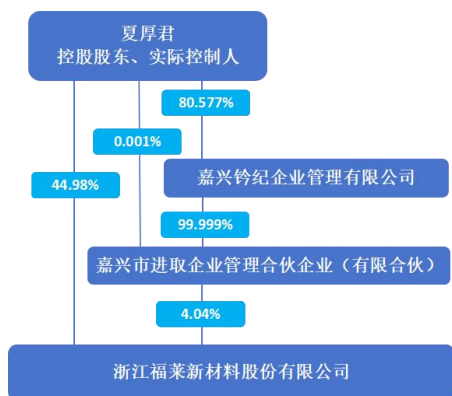 夏厚君
控股股东、实际控制人
80.577%
0.001%
44.98%
嘉兴钤纪企业管理有限公司
99.999%
嘉兴市进取企业管理合伙企业（有限合伙）
4.04%
浙江福莱新材料股份有限公司